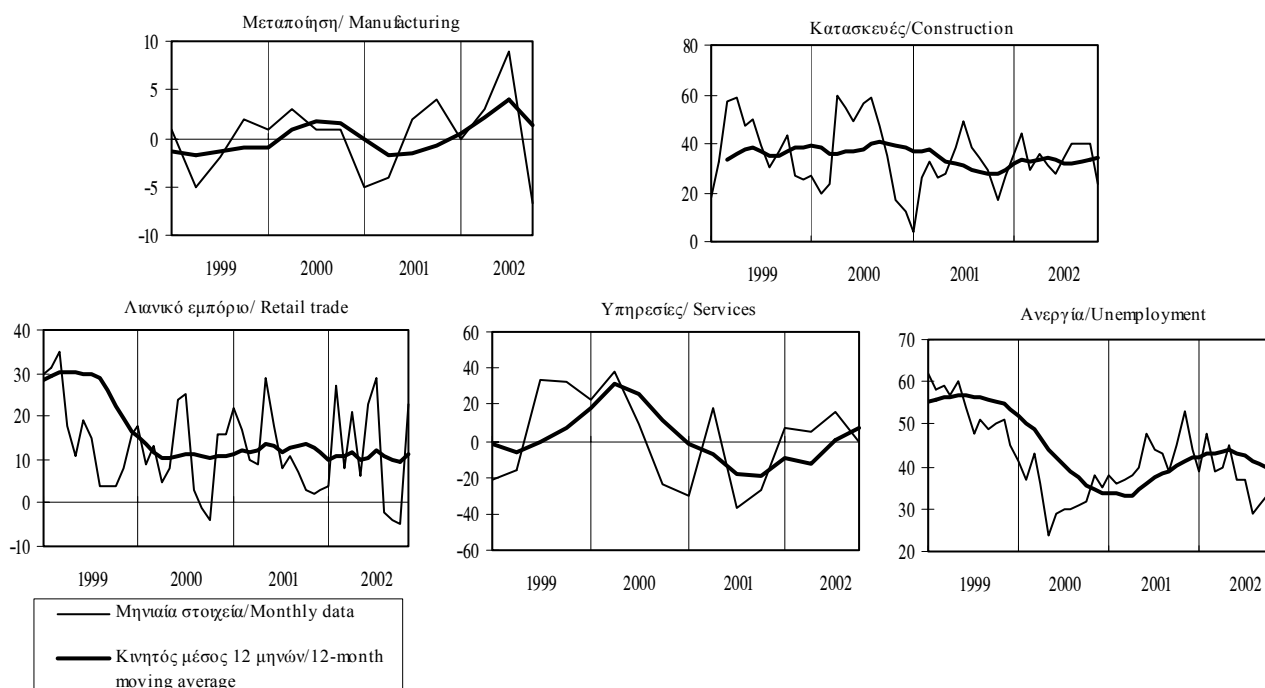 Μεταποίηση/ Manufacturing
10
5
0
-5
-10
1999 2000 2001 2002
Κατασκευές/Construction
80
60
40
20
0
1999 2000 2001 2002
Λιανικό εμπόριο/ Retail trade
40
30
20
10
0
-10
1999 2000 2001 2002
Υπηρεσίες/ Services
60
40
20
0
-20
-40
-60
1999 2000 2001 2002
Ανεργία/Unemployment
70
60
50
40
30
20
1999 2000 2001 2002
Μηνιαία στοιχεία/Monthly data
Κινητός μέσος 12 μηνών/12-month
moving average